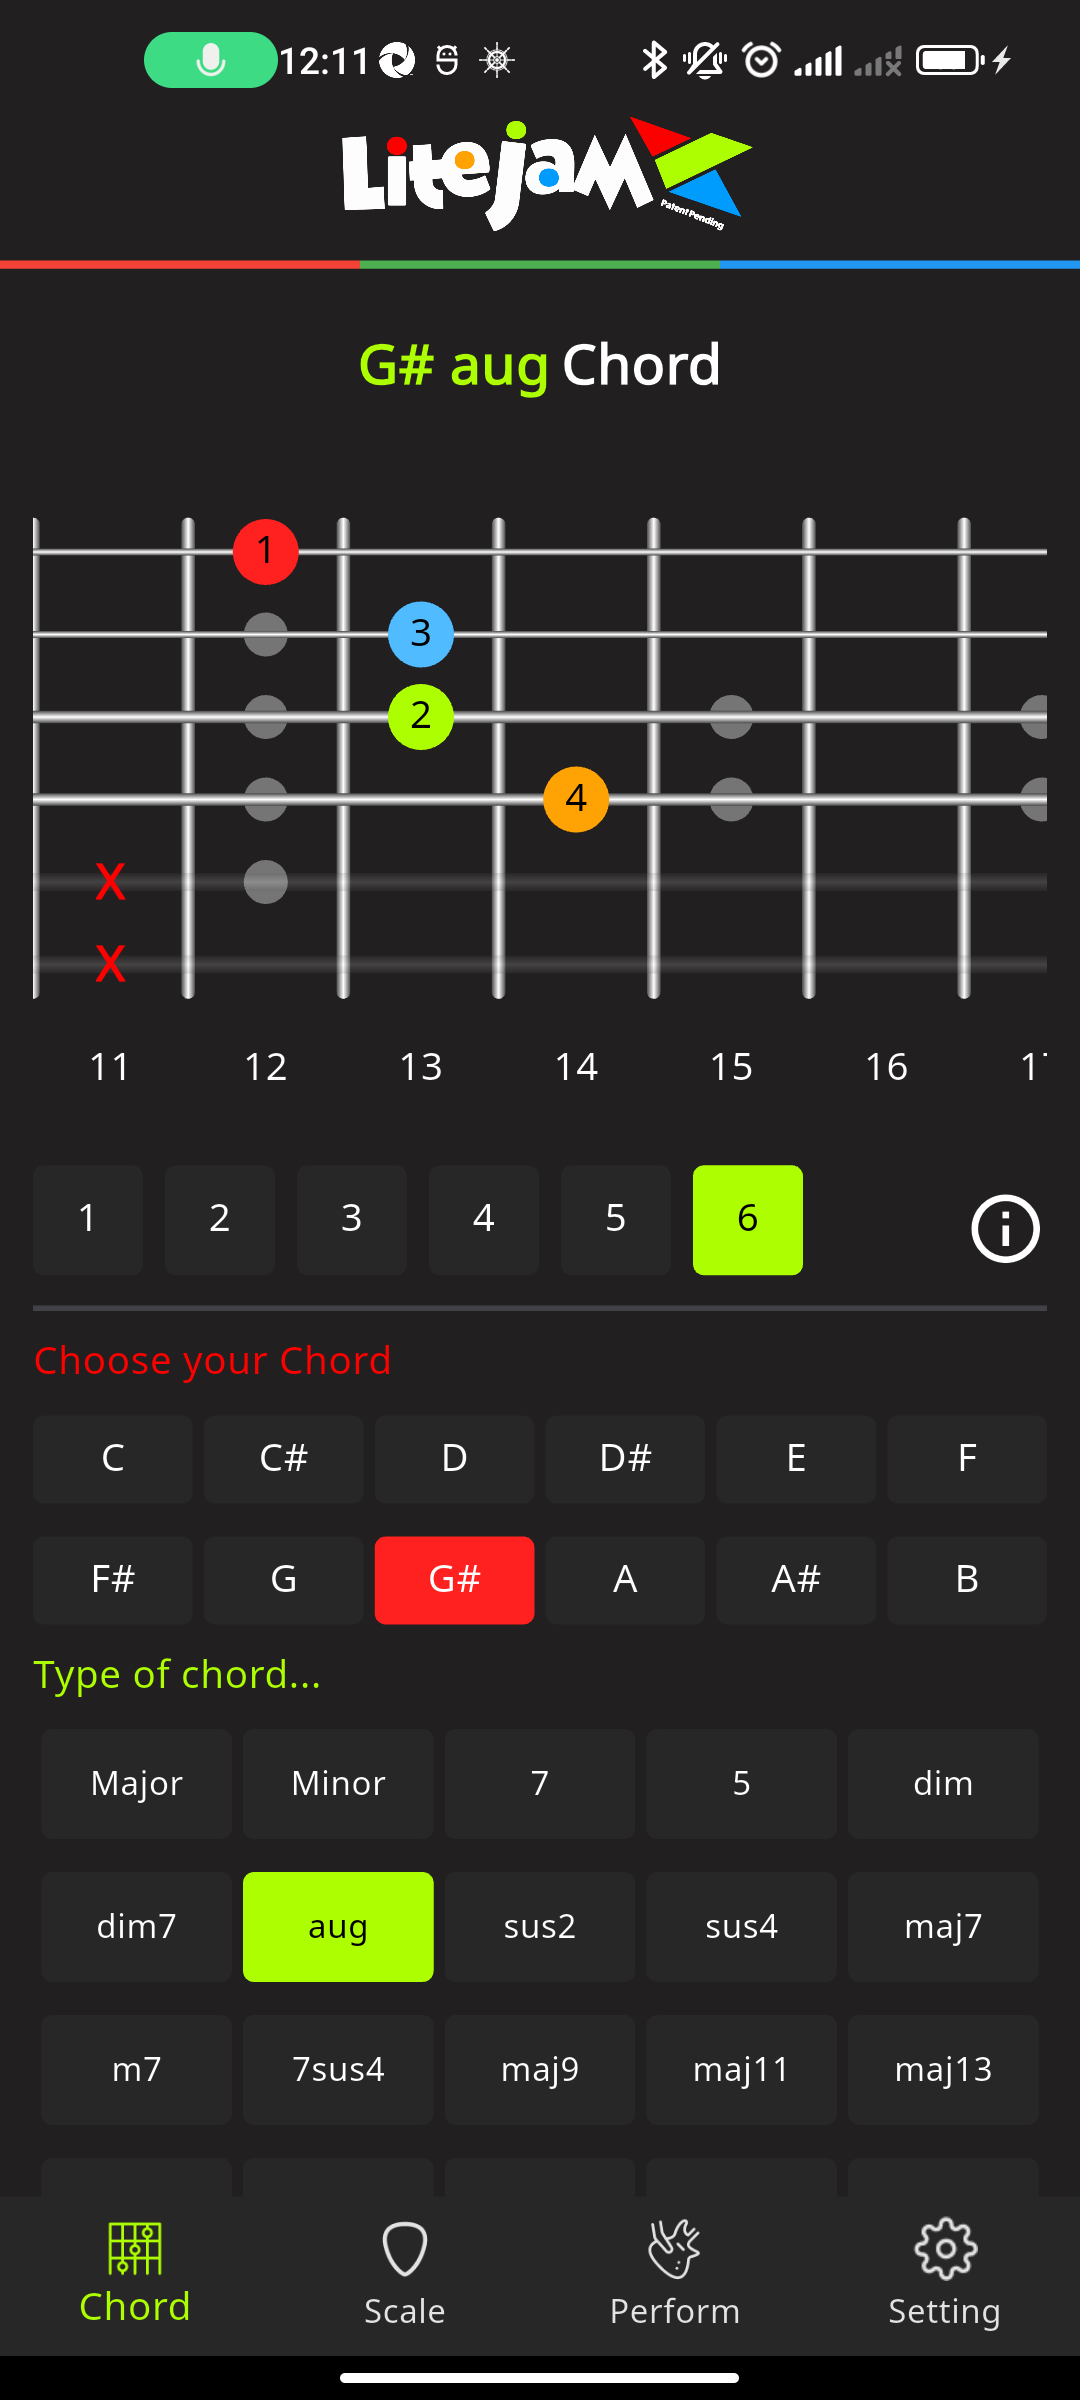 12:11
Litejam
Patent Pending
G# aug Chord
1
3
2
4
X
X
11 12 13 14 15 16
1 2 3 4 5 6
Choose your Chord
C C# D D# E F
F# G G# A A# B
Type of chord...
Major Minor 7 5 dim
dim7 aug sus2 sus4 maj7
m7 7sus4 maj9 maj11 maj13
Chord Scale Perform Setting